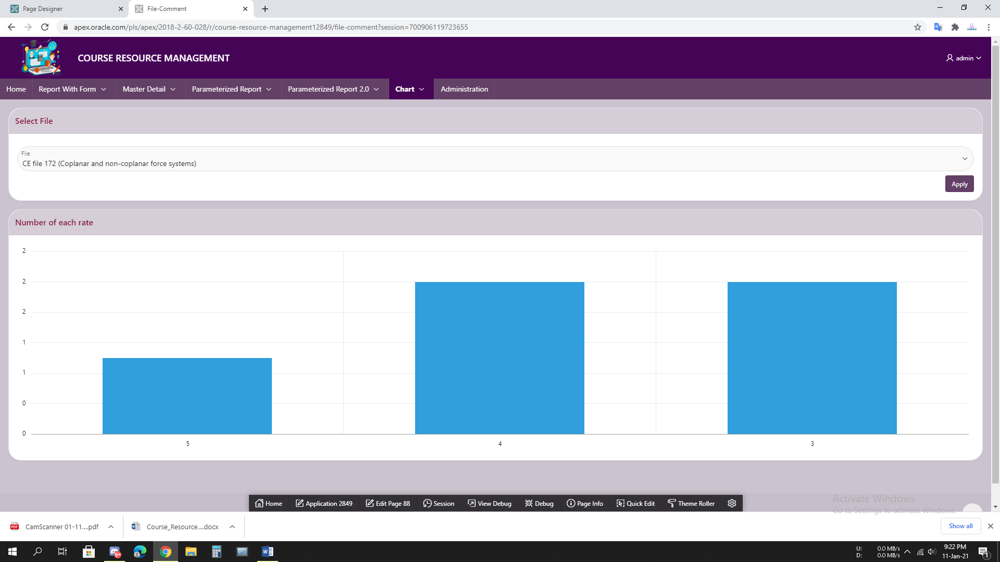 Page Designer
File-Comment
apex.oracle.com/pls/apex/2018-2-60-028/r/course-resource-management12849/file-comment?session=700906119723655
COURSE RESOURCE MANAGEMENT
admin
Home Report With Form Master Detail Parameterized Report Parameterized Report 2.0 Chart Administration
Select File
File
CE file 172 (Coplanar and non-coplanar force systems)
Apply
Number of each rate
2
2
2
1
1
0
0
5 4 3
Home Application 2849 Edit Page 88 Session View Debug Debug Page Info Quick Edit Theme Roller
Activate Windows
Go to Settings to activate Windows.
PDF CamScanner 01-11....pdf Course_Resource....docx Show all
9+
U: 0.0 MB/s
D: 0.0 MB/s
9:22 PM
11-Jan-21
1